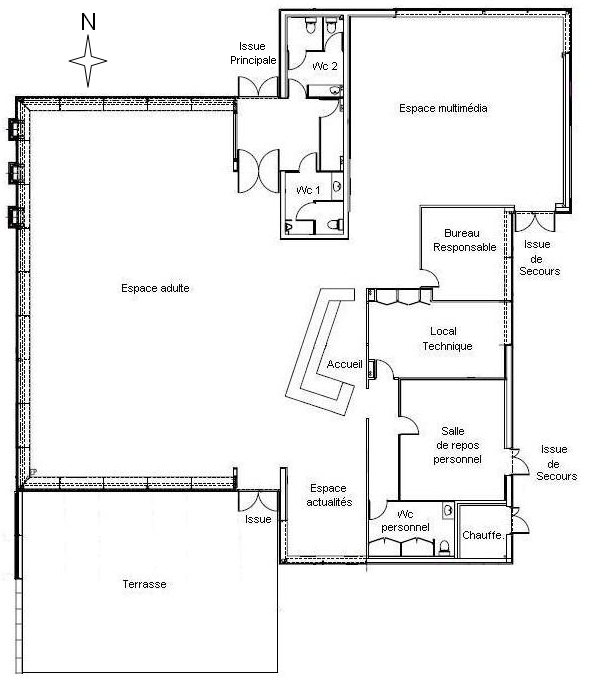 N
Issue
Principale
Wc 2
Espace multimédia
Wc 1
Bureau
Responsable
Issue
de
Secours
Espace adulte
Local
Technique
Accueil
Salle
de repos
personnel
Issue
de
Secours
Espace
actualités
Issue
Wc
personnel
Chauffe.
Terrasse